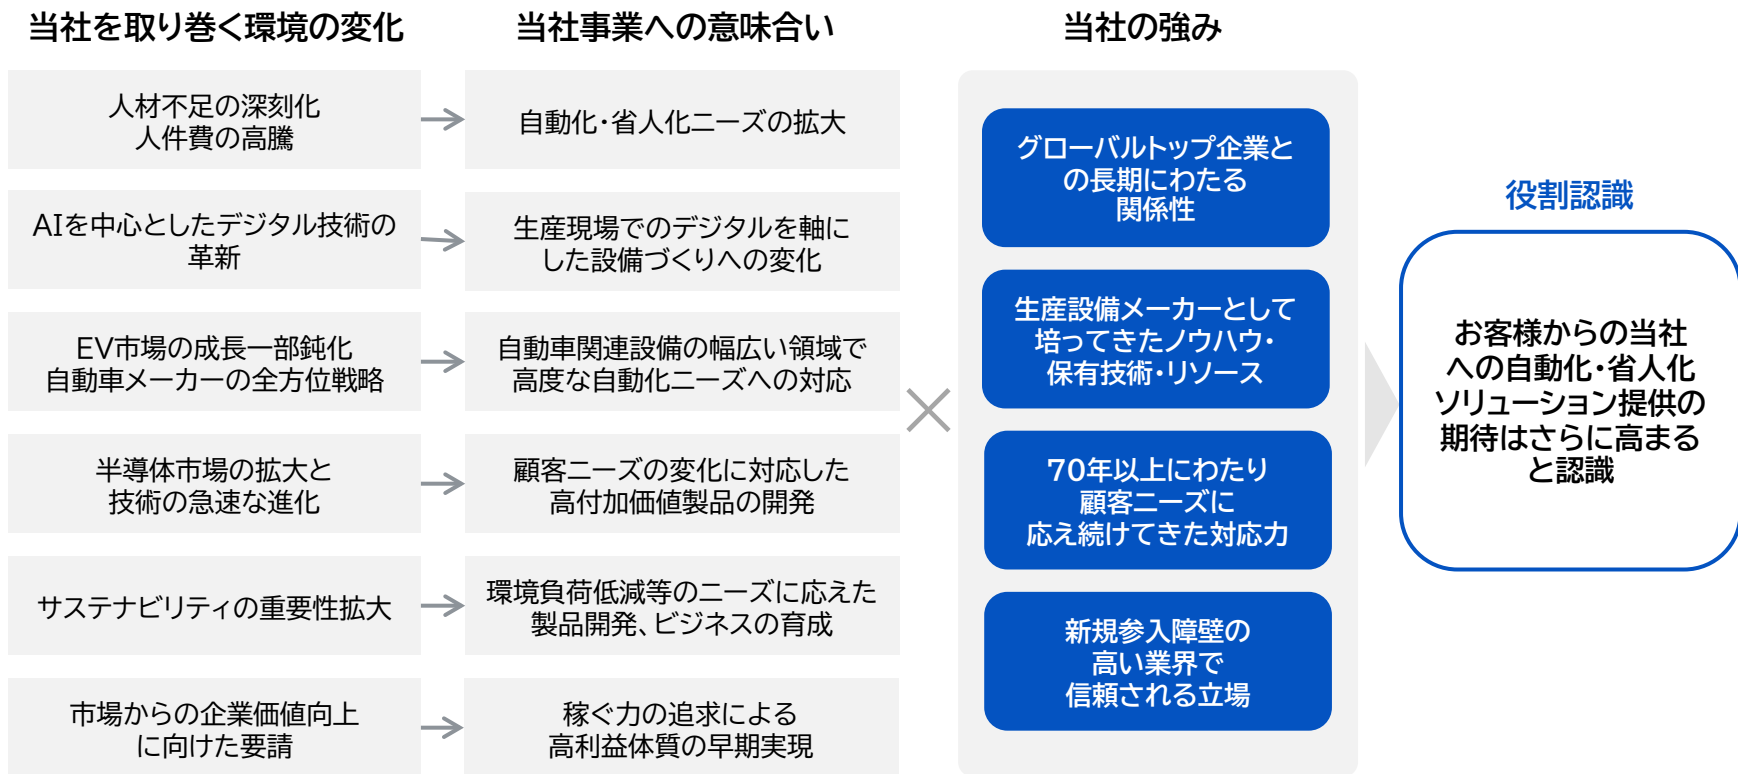 当社を取り巻く環境の変化
当社事業への意味合い
当社の強み
人材不足の深刻化
人件費の高騰
自動化・省人化ニーズの拡大
AIを中心としたデジタル技術の
革新
生産現場でのデジタルを軸に
した設備づくりへの変化
EV市場の成長一部鈍化
自動車メーカーの全方位戦略
自動車関連設備の幅広い領域で
高度な自動化ニーズへの対応
半導体市場の拡大と
技術の急速な進化
顧客ニーズの変化に対応した
高付加価値製品の開発
サステナビリティの重要性拡大
環境負荷低減等のニーズに応えた
製品開発、ビジネスの育成
市場からの企業価値向上
に向けた要請
稼ぐ力の追求による
高利益体質の早期実現
グローバルトップ企業と
の長期にわたる
関係性
生産設備メーカーとして
培ってきたノウハウ・
保有技術・リソース
70年以上にわたり
顧客ニーズに
応え続けてきた対応力
新規参入障壁の
高い業界で
信頼される立場
役割認識
お客様からの当社
への自動化・省人化
ソリューション提供の
期待はさらに高まる
と認識